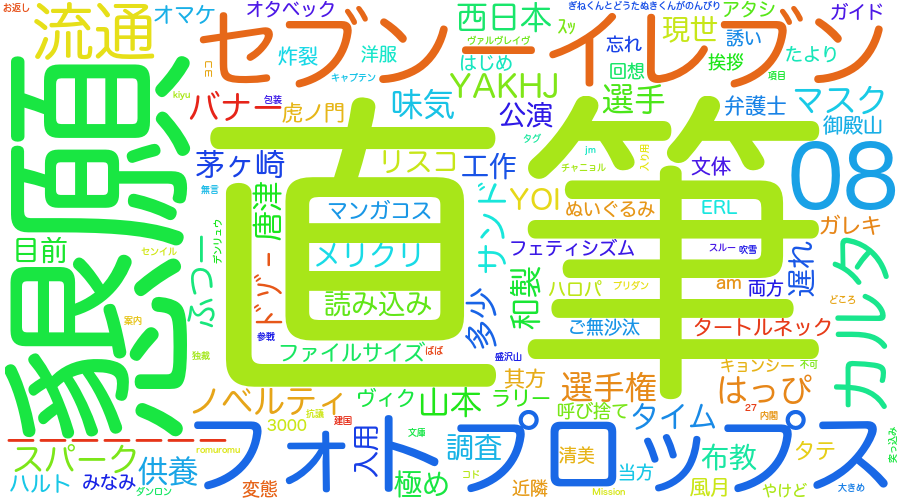 お返し
流通
オマケ
オタベック
セブン－イレブン
ぎねくんとどうたぬきくんがのんびり
西日本
ヴァルヴレイヴ
ｽｯ
アタシ
ガイド
現世
忘れ
誘い
たより
炸裂
洋服
コミ
キャプテン
はじめ
回想
挨拶
項目
懇願
kiyu
バナー
包装
虎ノ門
味気
YAKHJ
公演
選手
弁護士
マスク
御殿山
直筆
タグ
jm
入り用
08
茅ヶ崎
リスコ
工作
チャニョル
文体
無言
唐津
マンガコス
サンド
YOI
ぬいぐるみ
ERL
ガレキ
デンリュウ
目前
センイル
ふつー
メリクリ
フェティシズム
スルー
吹雪
遅れ
カルタ
ドゾー
読み込み
多少
和製
ハロパ
プリダン
am
両方
どころ
案内
参戦
ご無沙汰
タートルネック
独裁
ファイルサイズ
ばば
盛沢山
其方
選手権
キョンシー
不可
はっぴ
ノベルティ
抗議
建国
ヴィク
山本
ラリー
呼び捨て
タイム
27
内閣
3000
文庫
入用
フォトプロップス
スパーク
romuromu
供養
調査
清美
布教
タテ
突っ込み
ハルト
みなみ
ダンロン
変態
極め
コド
近隣
Mission
当方
風月
やけど
大きめ